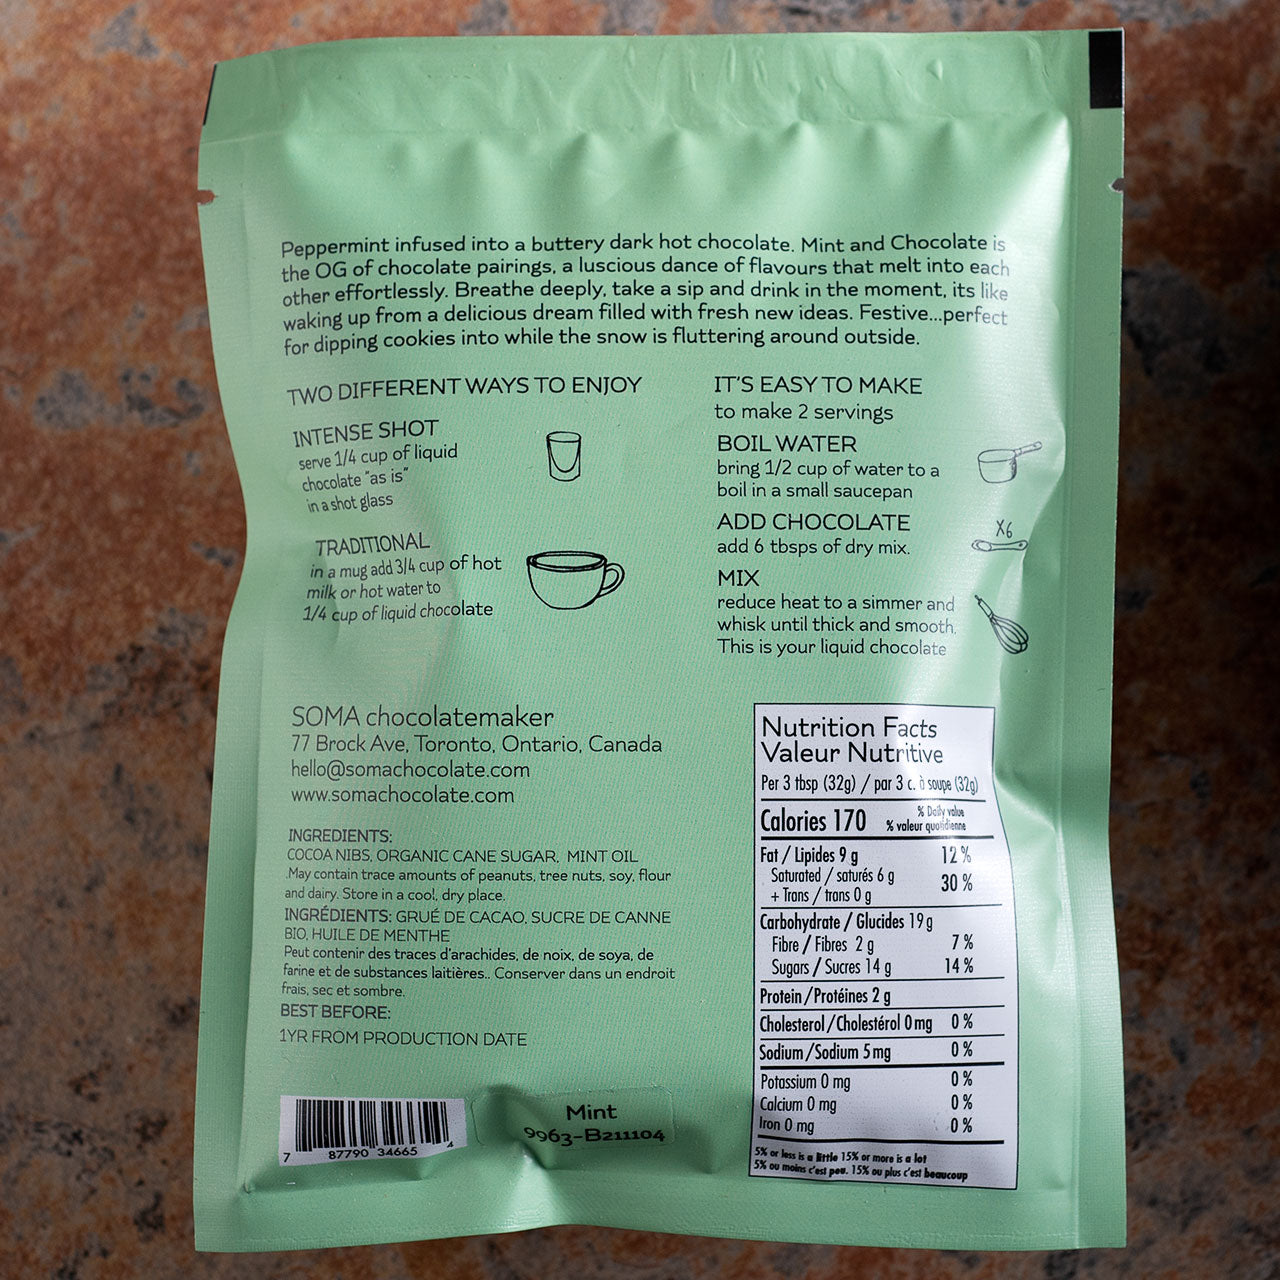 Peppermint infused into a buttery dark hot chocolate. Mint and Chocolate is
the OG of chocolate pairings, a luscious dance of flavours that melt into each
other effortlessly. Breathe deeply, take a sip and drink in the moment, its like
waking up from a delicious dream filled with fresh new ideas. Festive...perfect
for dipping cookies into while the snow is fluttering around outside.
TWO DIFFERENT WAYS TO ENJOY
INTENSE SHOT
serve 1/4 cup of liquid
chocolate "as is"
in a shot glass
TRADITIONAL
in a mug add 3/4 cup of hot
milk or hot water to
1/4 cup of liquid chocolate
IT'S EASY TO MAKE
to make 2 servings
BOIL WATER
bring 1/2 cup of water to a
boil in a small saucepan
ADD CHOCOLATE
add 6 tbsps of dry mix.
X6
MIX
reduce heat to a simmer and
whisk until thick and smooth.
This is your liquid chocolate
SOMA chocolatemaker
77 Brock Ave, Toronto, Ontario, Canada
hello@somachocolate.com
www.somachocolate.com
INGREDIENTS:
COCOA NIBS, ORGANIC CANE SUGAR, MINT OIL
.May contain trace amounts of peanuts, tree nuts, soy, flour
and dairy. Store in a cool, dry place.
INGRÉDIENTS: GRUÉ DE CACAO, SUCRE DE CANNE
BIO, HUILE DE MENTHE
Peut contenir des traces d'arachides, de noix, de soya, de
farine et de substances laitières.. Conserver dans un endroit
frais, sec et sombre.
BEST BEFORE:
1YR FROM PRODUCTION DATE
7 87790 34665 4
Mint
9963-B211104
Nutrition Facts
Valeur Nutritive
Per 3 tbsp (32g) / par 3 c. à soupe (32g)
Calories 170
% Daily value
% valeur quotidienne
Fat / Lipides 9 g 12 %
Saturated / saturés 6 g
+ Trans / trans 0 g
30 %
Carbohydrate / Glucides 19 g
Fibre / Fibres 2 g 7 %
Sugars / Sucres 14 g 14 %
Protein / Protéines 2 g
Cholesterol / Cholestérol 0 mg 0 %
Sodium / Sodium 5 mg 0 %
Potassium 0 mg 0 %
Calcium 0 mg 0 %
Iron 0 mg 0 %
5% or less is a little 15% or more is a lot
5% ou moins c'est peu. 15% ou plus c'est beaucoup